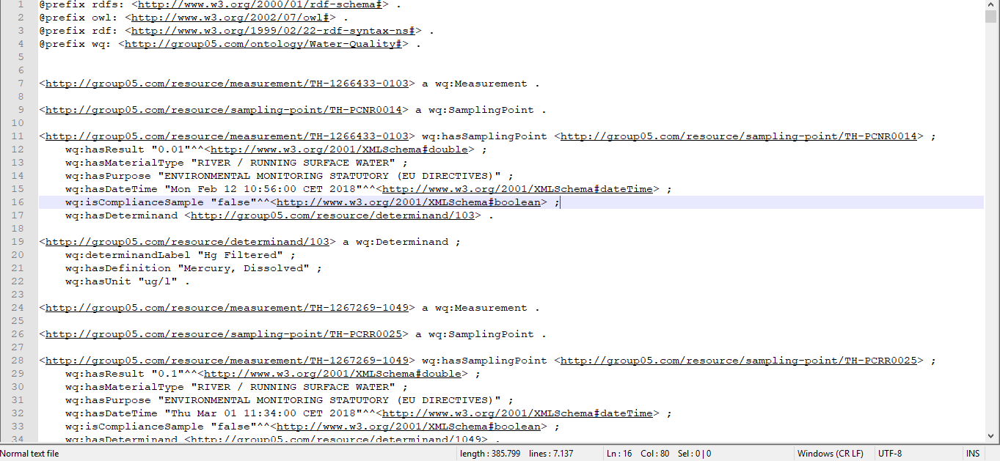 1 @prefix rdfs: <http://www.w3.org/2000/01/rdf-schema#> .
2 @prefix owl: <http://www.w3.org/2002/07/owl#> .
3 @prefix rdf: <http://www.w3.org/1999/02/22-rdf-syntax-ns#> .
4 @prefix wq: <http://group05.com/ontology/Water-Quality#> .
5
6
7 <http://group05.com/resource/measurement/TH-1266433-0103> a wq:Measurement .
8
9 <http://group05.com/resource/sampling-point/TH-PCNR0014> a wq:SamplingPoint .
10
11 <http://group05.com/resource/measurement/TH-1266433-0103> wq:hasSamplingPoint <http://group05.com/resource/sampling-point/TH-PCNR0014> ;
12 wq:hasResult "0.01"^^<http://www.w3.org/2001/XMLSchema#double> ;
13 wq:hasMaterialType "RIVER / RUNNING SURFACE WATER" ;
14 wq:hasPurpose "ENVIRONMENTAL MONITORING STATUTORY (EU DIRECTIVES)" ;
15 wq:hasDateTime "Mon Feb 12 10:56:00 CET 2018"^^<http://www.w3.org/2001/XMLSchema#dateTime> ;
16 wq:isComplianceSample "false"^^<http://www.w3.org/2001/XMLSchema#boolean> ;
17 wq:hasDeterminand <http://group05.com/resource/determinand/103> .
18
19 <http://group05.com/resource/determinand/103> a wq:Determinand ;
20 wq:determinandLabel "Hg Filtered" ;
21 wq:hasDefinition "Mercury, Dissolved" ;
22 wq:hasUnit "ug/l" .
23
24 <http://group05.com/resource/measurement/TH-1267269-1049> a wq:Measurement .
25
26 <http://group05.com/resource/sampling-point/TH-PCRR0025> a wq:SamplingPoint .
27
28 <http://group05.com/resource/measurement/TH-1267269-1049> wq:hasSamplingPoint <http://group05.com/resource/sampling-point/TH-PCRR0025> ;
29 wq:hasResult "0.1"^^<http://www.w3.org/2001/XMLSchema#double> ;
30 wq:hasMaterialType "RIVER / RUNNING SURFACE WATER" ;
31 wq:hasPurpose "ENVIRONMENTAL MONITORING STATUTORY (EU DIRECTIVES)" ;
32 wq:hasDateTime "Thu Mar 01 11:34:00 CET 2018"^^<http://www.w3.org/2001/XMLSchema#dateTime> ;
33 wq:isComplianceSample "false"^^<http://www.w3.org/2001/XMLSchema#boolean> ;
34 wq:hasDeterminand <http://group05.com/resource/determinand/1049> .
Normal text file length : 385.799 lines : 7.137 Ln : 16 Col : 80 Sel : 0 | 0 Windows (CR LF) UTF-8 INS